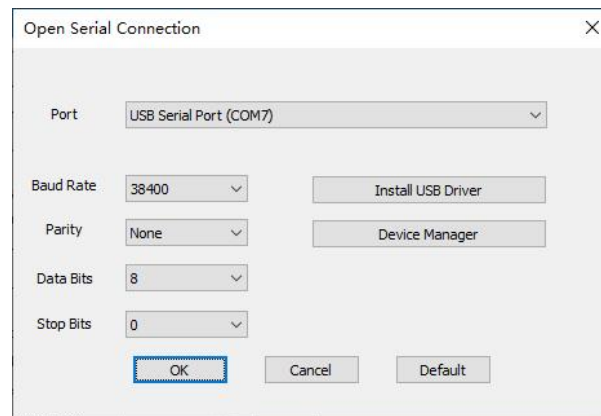 Open Serial Connection
Port
USB Serial Port (COM7)
Baud Rate
38400
Install USB Driver
Parity
None
Device Manager
Data Bits
8
Stop Bits
0
OK
Cancel
Default